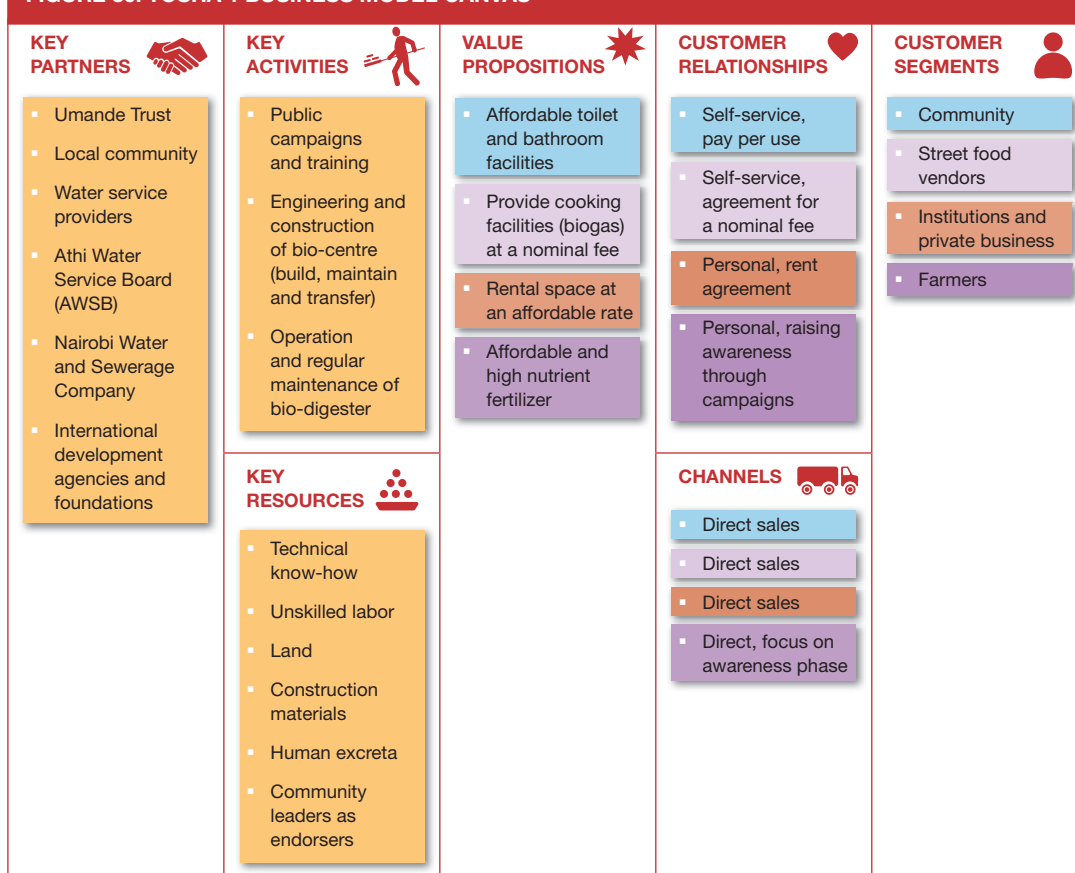 FIGURE BUSINESS MODEL CANVAS
KEY
PARTNERS
Umande Trust
Local community
Water service
providers
Athi Water
Service Board
(AWSB)
Nairobi Water
and Sewerage
Company
International
development
agencies and
foundations
KEY
ACTIVITIES
Public
campaigns
and training
Engineering and
construction
of bio-centre
(build, maintain
and transfer)
Operation
and regular
maintenance of
bio-digester
KEY
RESOURCES
Technical
know-how
Unskilled labor
Land
Construction
materials
Human excreta
Community
leaders as
endorsers
VALUE
PROPOSITIONS
Affordable toilet
and bathroom
facilities
Provide cooking
facilities (biogas)
at a nominal fee
Rental space at
an affordable rate
Affordable and
high nutrient
fertilizer
CUSTOMER
RELATIONSHIPS
Self-service,
pay per use
Self-service,
agreement for
a nominal fee
Personal, rent
agreement
Personal, raising
awareness
through
campaigns
CHANNELS
Direct sales
Direct sales
Direct sales
Direct, focus on
awareness phase
CUSTOMER
SEGMENTS
Community
Street food
vendors
Institutions and
private business
Farmers